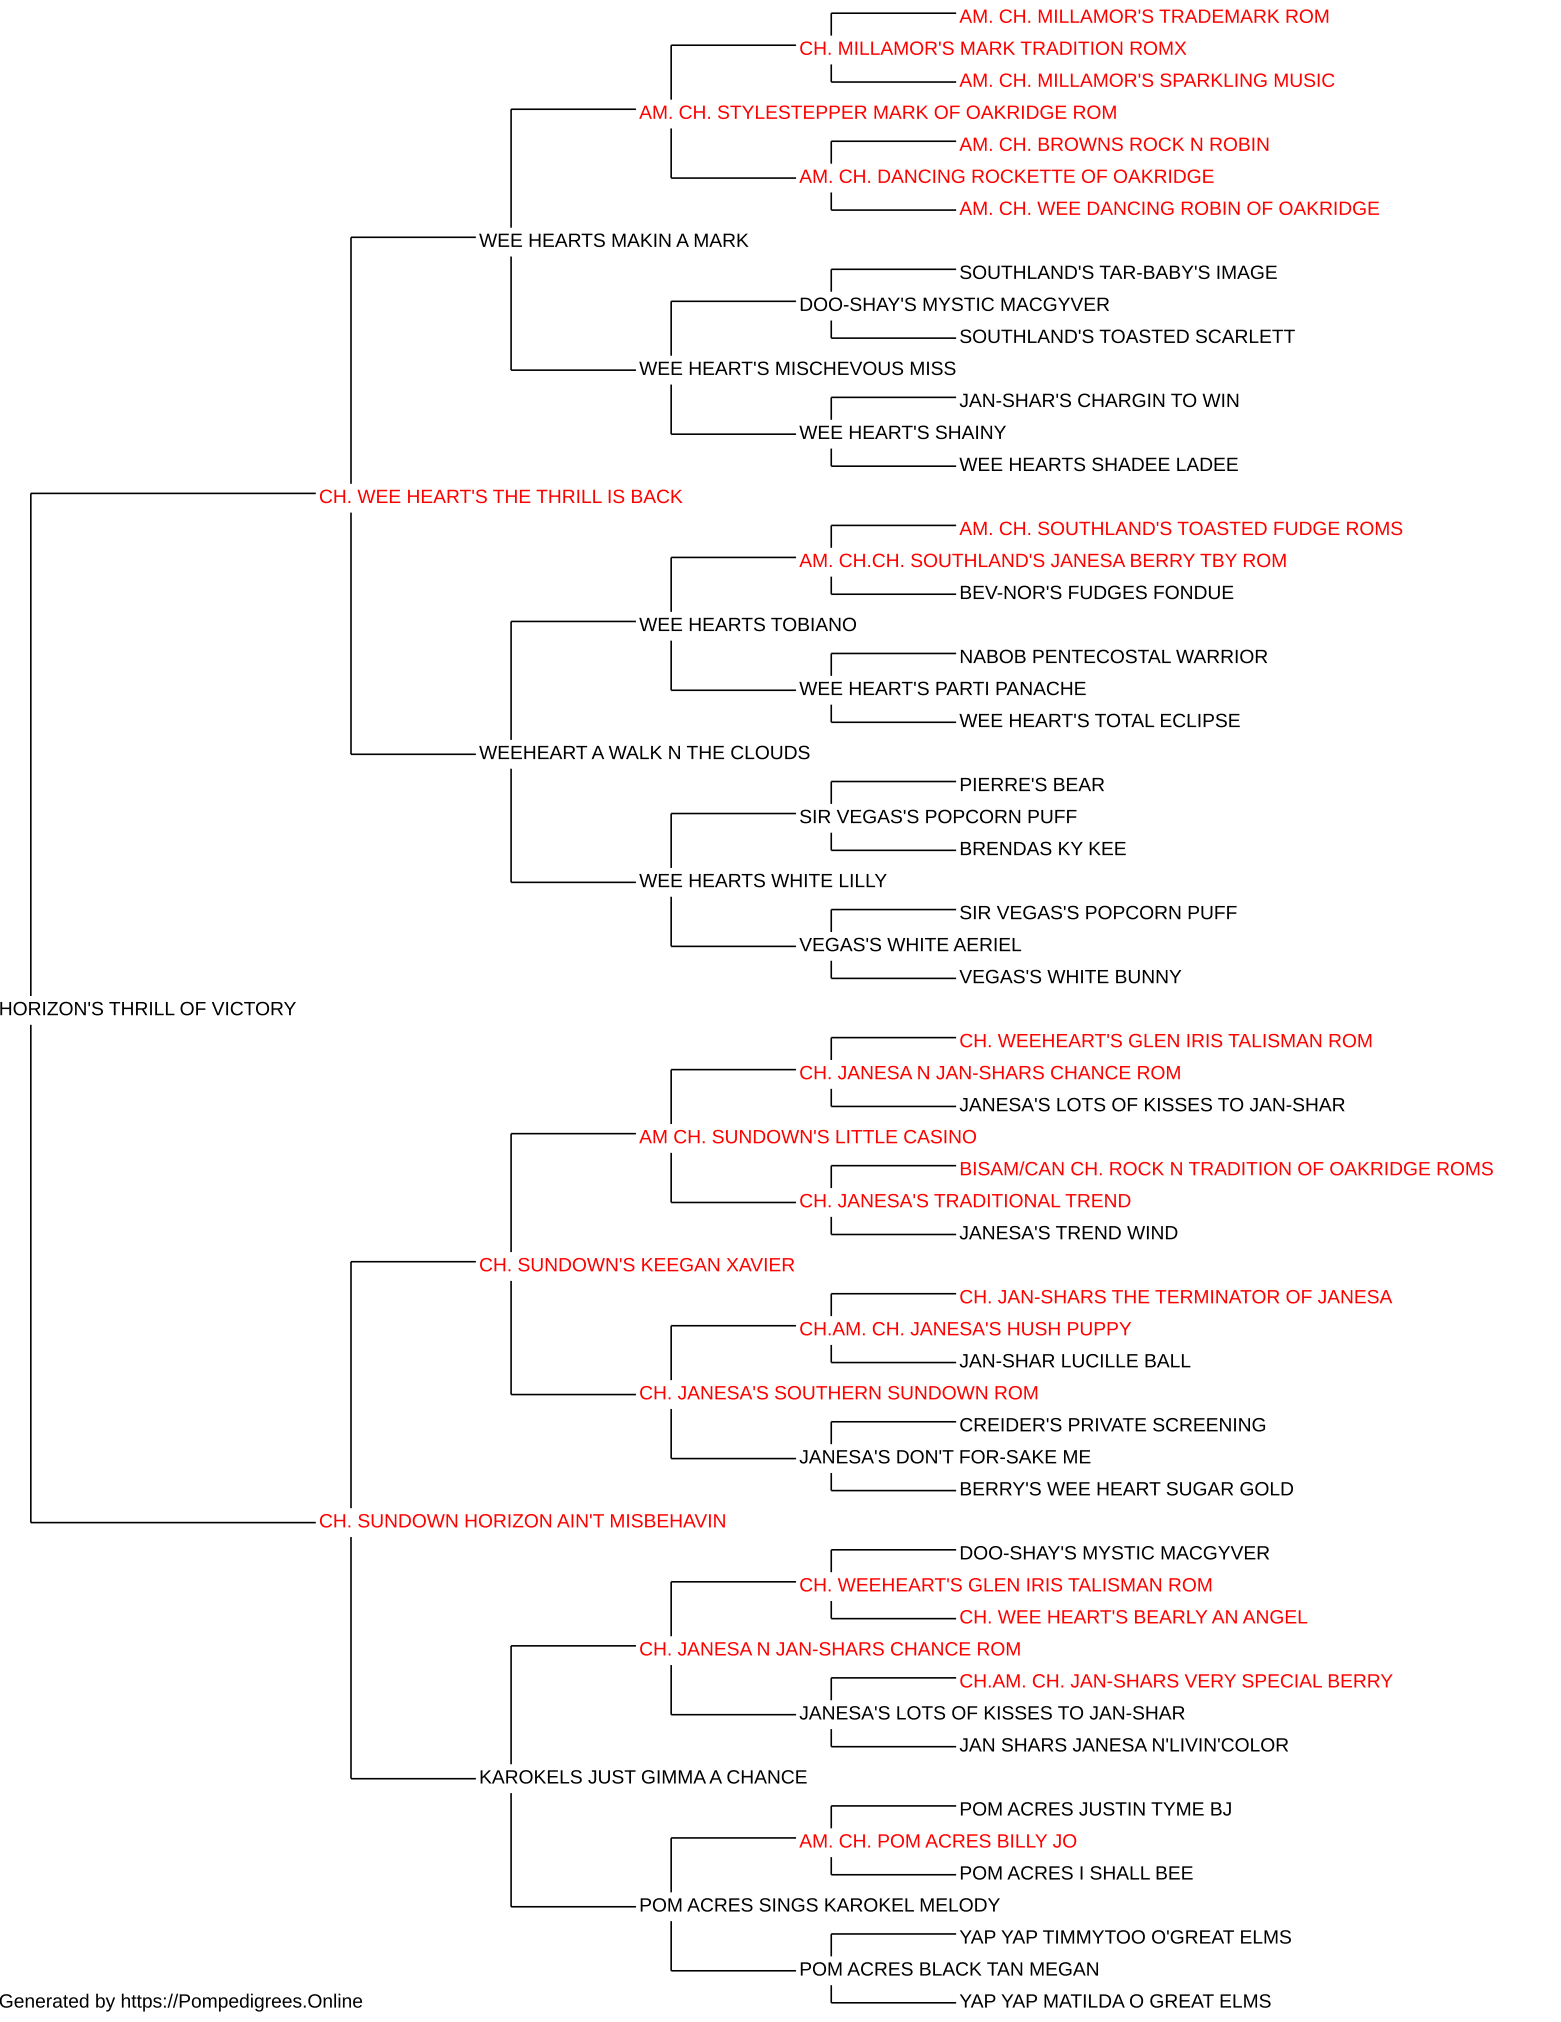 AM. CH. MILLAMOR'S TRADEMARK ROM
CH. MILLAMOR'S MARK TRADITION ROMX
AM. CH. MILLAMOR'S SPARKLING MUSIC
AM. CH. STYLESTEPPER MARK OF OAKRIDGE ROM
AM. CH. BROWNS ROCK N ROBIN
AM. CH. DANCING ROCKETTE OF OAKRIDGE
AM. CH. WEE DANCING ROBIN OF OAKRIDGE
WEE HEARTS MAKIN A MARK
SOUTHLAND'S TAR-BABY'S IMAGE
DOO-SHAY'S MYSTIC MACGYVER
SOUTHLAND'S TOASTED SCARLETT
WEE HEART'S MISCHEVOUS MISS
JAN-SHAR'S CHARGIN TO WIN
WEE HEART'S SHAINY
WEE HEARTS SHADEE LADEE
CH. WEE HEART'S THE THRILL IS BACK
AM. CH. SOUTHLAND'S TOASTED FUDGE ROMS
AM. CH.CH. SOUTHLAND'S JANESA BERRY TBY ROM
BEV-NOR'S FUDGES FONDUE
WEE HEARTS TOBIANO
NABOB PENTECOSTAL WARRIOR
WEE HEART'S PARTI PANACHE
WEE HEART'S TOTAL ECLIPSE
WEEHEART A WALK N THE CLOUDS
PIERRE'S BEAR
SIR VEGAS'S POPCORN PUFF
BRENDAS KY KEE
WEE HEARTS WHITE LILLY
SIR VEGAS'S POPCORN PUFF
VEGAS'S WHITE AERIEL
VEGAS'S WHITE BUNNY
HORIZON'S THRILL OF VICTORY
CH. WEEHEART'S GLEN IRIS TALISMAN ROM
CH. JANESA N JAN-SHARS CHANCE ROM
JANESA'S LOTS OF KISSES TO JAN-SHAR
AM CH. SUNDOWN'S LITTLE CASINO
BISAM/CAN CH. ROCK N TRADITION OF OAKRIDGE ROMS
CH. JANESA'S TRADITIONAL TREND
JANESA'S TREND WIND
CH. SUNDOWN'S KEEGAN XAVIER
CH. JAN-SHARS THE TERMINATOR OF JANESA
CH.AM. CH. JANESA'S HUSH PUPPY
JAN-SHAR LUCILLE BALL
CH. JANESA'S SOUTHERN SUNDOWN ROM
CREIDER'S PRIVATE SCREENING
JANESA'S DON'T FOR-SAKE ME
BERRY'S WEE HEART SUGAR GOLD
CH. SUNDOWN HORIZON AIN'T MISBEHAVIN
DOO-SHAY'S MYSTIC MACGYVER
CH. WEEHEART'S GLEN IRIS TALISMAN ROM
CH. WEE HEART'S BEARLY AN ANGEL
CH. JANESA N JAN-SHARS CHANCE ROM
CH.AM. CH. JAN-SHARS VERY SPECIAL BERRY
JANESA'S LOTS OF KISSES TO JAN-SHAR
JAN SHARS JANESA N'LIVIN'COLOR
KAROKELS JUST GIMMA A CHANCE
POM ACRES JUSTIN TYME BJ
AM. CH. POM ACRES BILLY JO
POM ACRES I SHALL BEE
POM ACRES SINGS KAROKEL MELODY
YAP YAP TIMMYTOO O'GREAT ELMS
POM ACRES BLACK TAN MEGAN
YAP YAP MATILDA O GREAT ELMS
Generated by https://Pompedigrees.Online